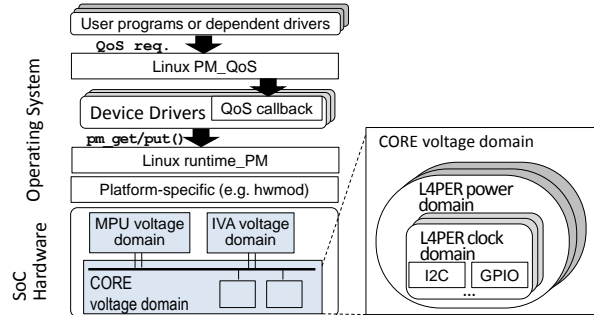 User programs or dependent drivers
QoS req.
Linux PM_QoS
Device Drivers
QoS callback
pm_get/put()
Linux runtime_PM
Platform-specific (e.g. hwmod)
Operating System
SoC
Hardware
MPU voltage
domain
IVA voltage
domain
CORE
voltage domain
CORE voltage domain
L4PER power
domain
L4PER clock
domain
I2C
GPIO
...